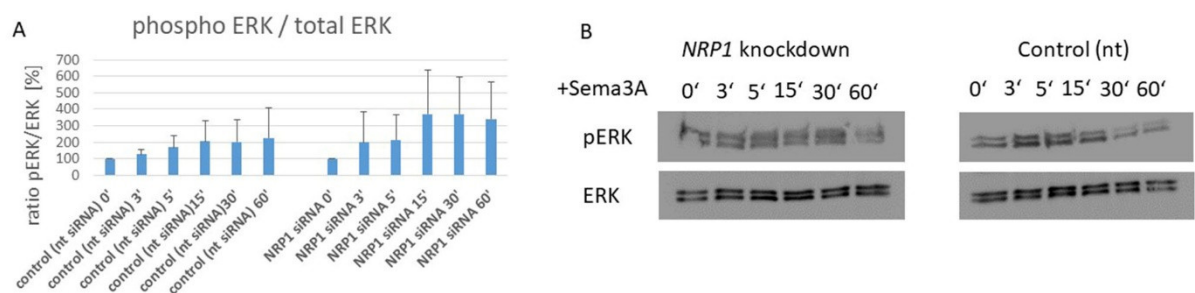 A
phospho ERK / total ERK
ratio pERK/ERK [%]
700
600
500
400
300
200
100
0
control (nt siRNA) 0'
control (nt siRNA) 3'
control (nt siRNA) 5'
control (nt siRNA)15'
control (nt siRNA)30'
control (nt siRNA) 60'
NRP1 siRNA 0'
NRP1 siRNA 3'
NRP1 siRNA 5'
NRP1 siRNA 15'
NRP1 siRNA 30'
NRP1 siRNA 60'
B
NRP1 knockdown
Control (nt)
+Sema3A 0‘ 3‘ 5‘ 15‘ 30‘ 60‘
0‘ 3‘ 5‘ 15‘ 30‘ 60‘
pERK
ERK